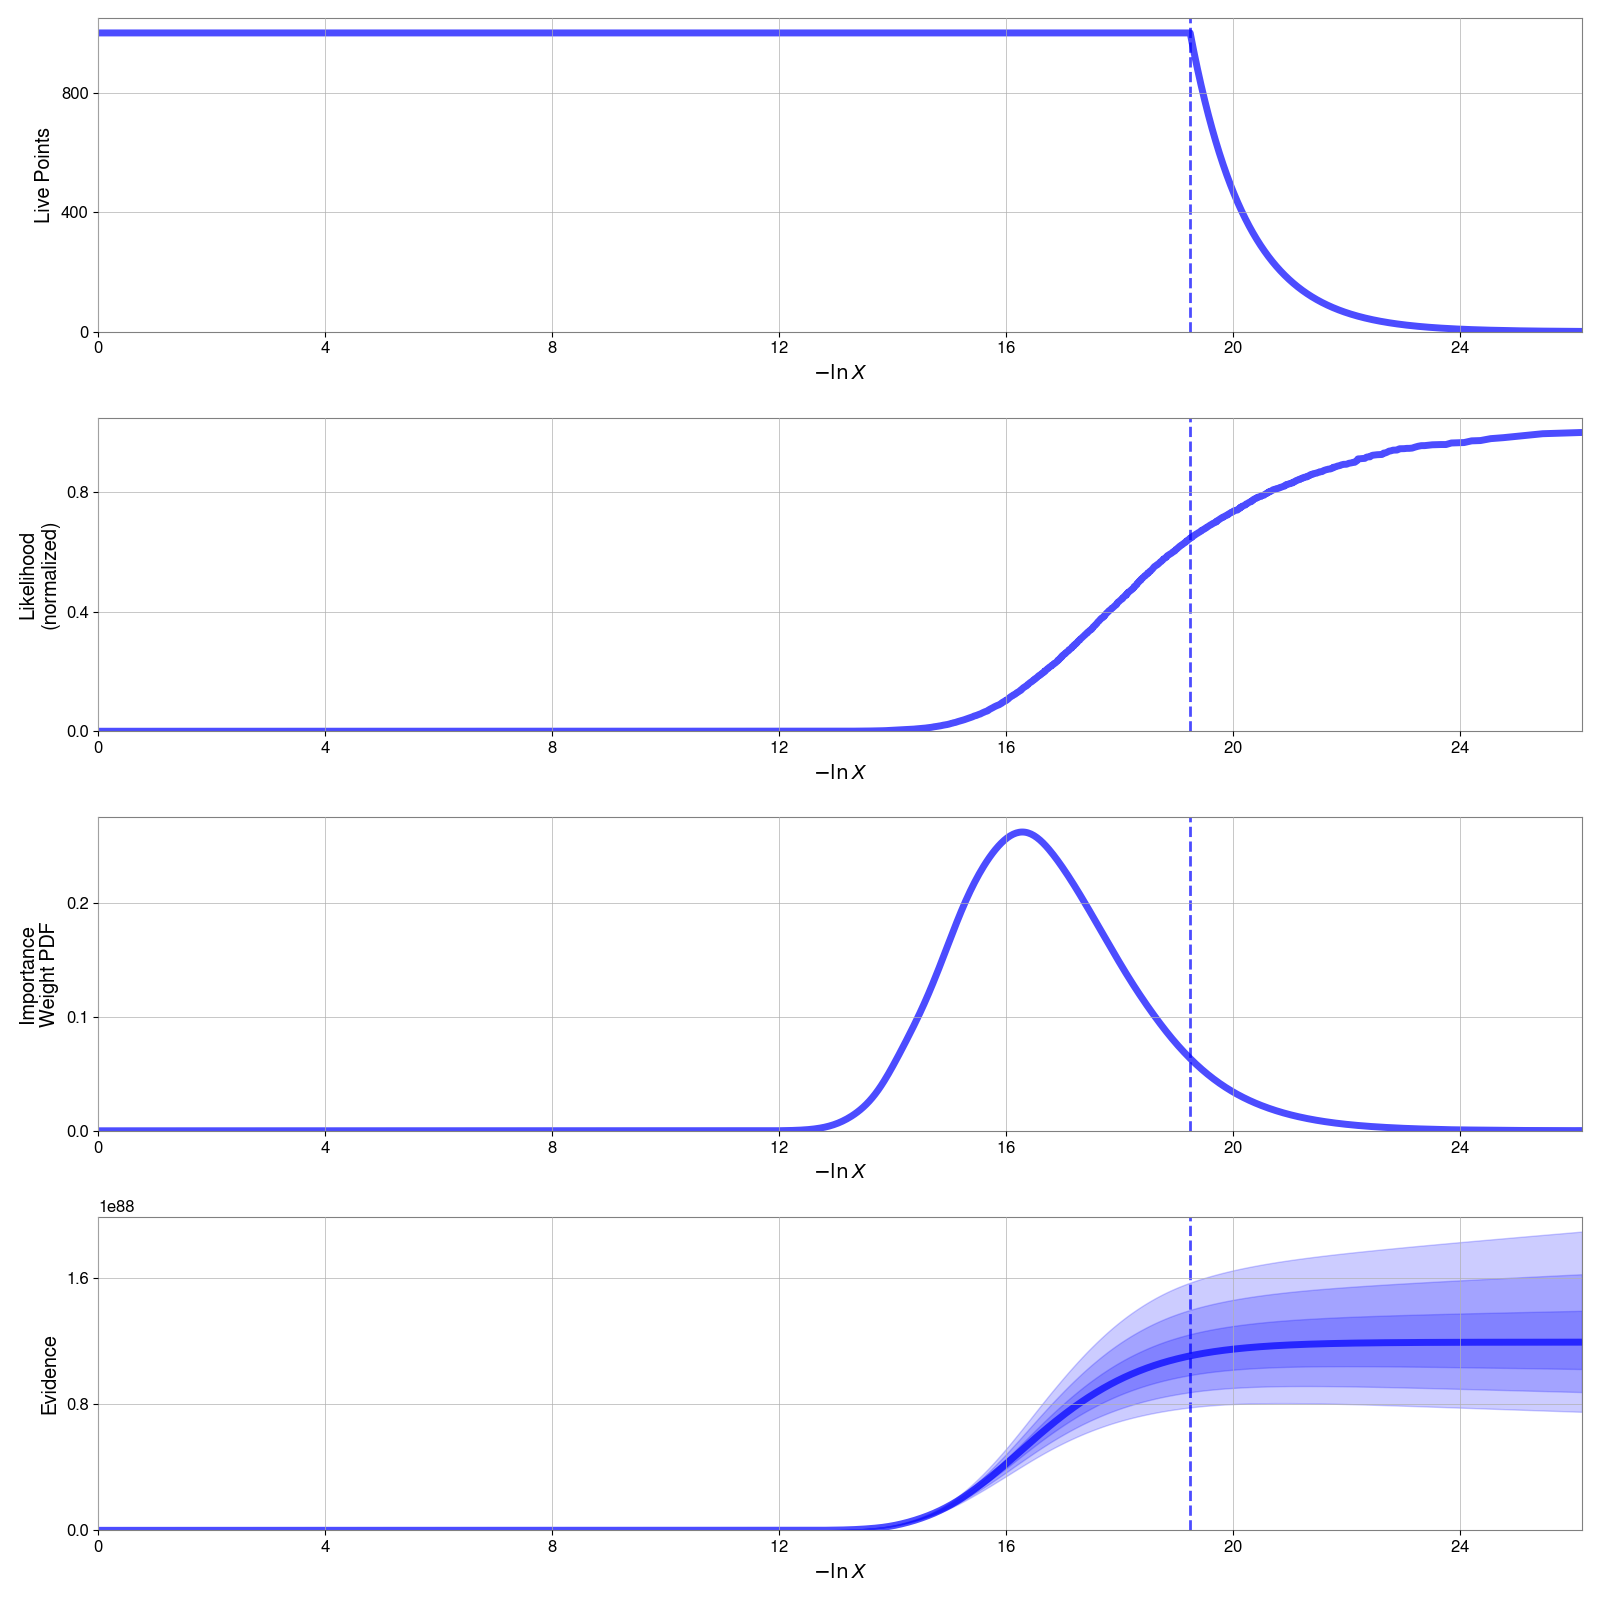 800
400
0
Live Points
0 4 8 12 16 20 24
−ln X
0.8
0.4
0.0
Likelihood
(normalized)
0 4 8 12 16 20 24
−ln X
0.2
0.1
0.0
Importance
Weight PDF
0 4 8 12 16 20 24
−ln X
1e88
1.6
0.8
0.0
Evidence
0 4 8 12 16 20 24
−ln X